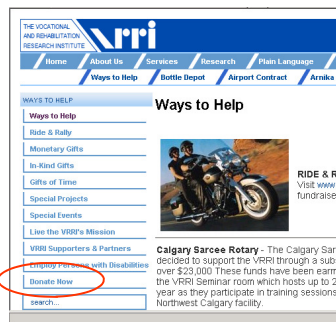 THE VOCATIONAL
AND REHABILITATION
RESEARCH INSTITUTE
vrri
Home About Us Services Research Plain Language
Ways to Help Bottle Depot Airport Contract Arnika
WAYS TO HELP
Ways to Help
Ride & Rally
Monetary Gifts
In-Kind Gifts
Gifts of Time
Special Projects
Special Events
Live the VRRI's Mission
VRRI Supporters & Partners
Employ Persons with Disabilities
Donate Now
search...
Ways to Help
RIDE & R
Visit www
fundraise
Calgary Sarcee Rotary - The Calgary Sar
decided to support the VRRI through a sub
over $23,000 These funds have been earm
the VRRI Seminar room which hosts up to 2
year as they participate in training session
Northwest Calgary facility.